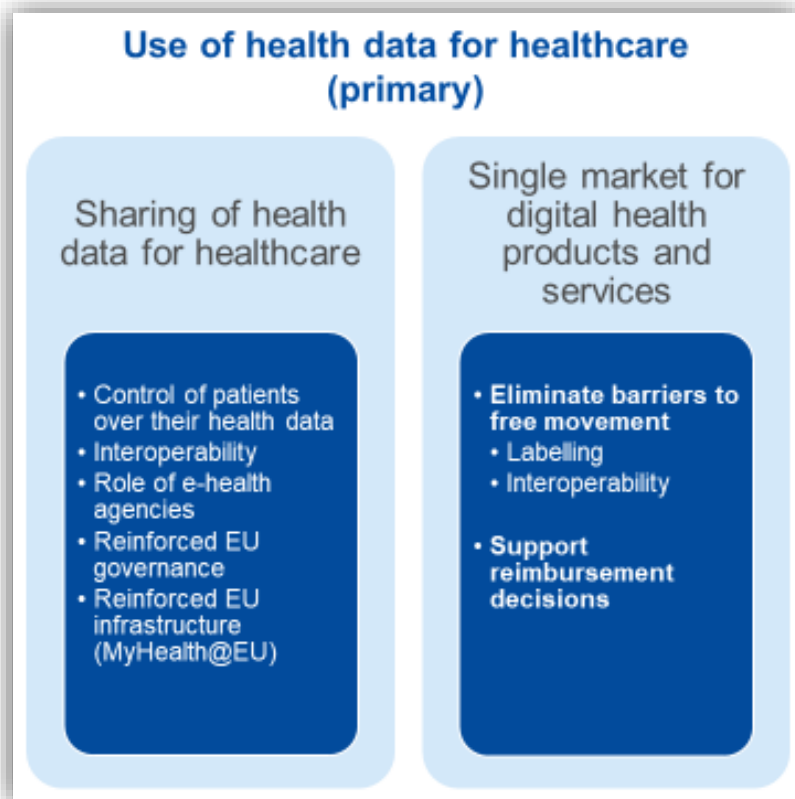 Use of health data for healthcare
(primary)
Sharing of health
data for healthcare
• Control of patients
over their health data
• Interoperability
• Role of e-health
agencies
• Reinforced EU
governance
• Reinforced EU
infrastructure
(MyHealth@EU)
Single market for
digital health
products and
services
• Eliminate barriers to
free movement
• Labelling
• Interoperability
• Support
reimbursement
decisions